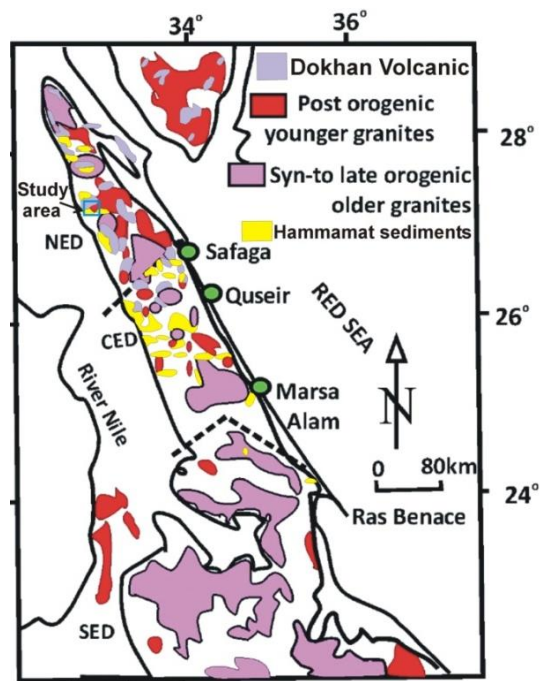 34° 36°
Dokhan Volcanic
Post orogenic
younger granites
28°
Syn-to late orogenic
older granites
Study
area
Hammamat sediments
NED
Safaga
Quseir
RED SEA
26°
CED
River Nile
Marsa
Alam
N
0 80km
24°
Ras Benace
SED